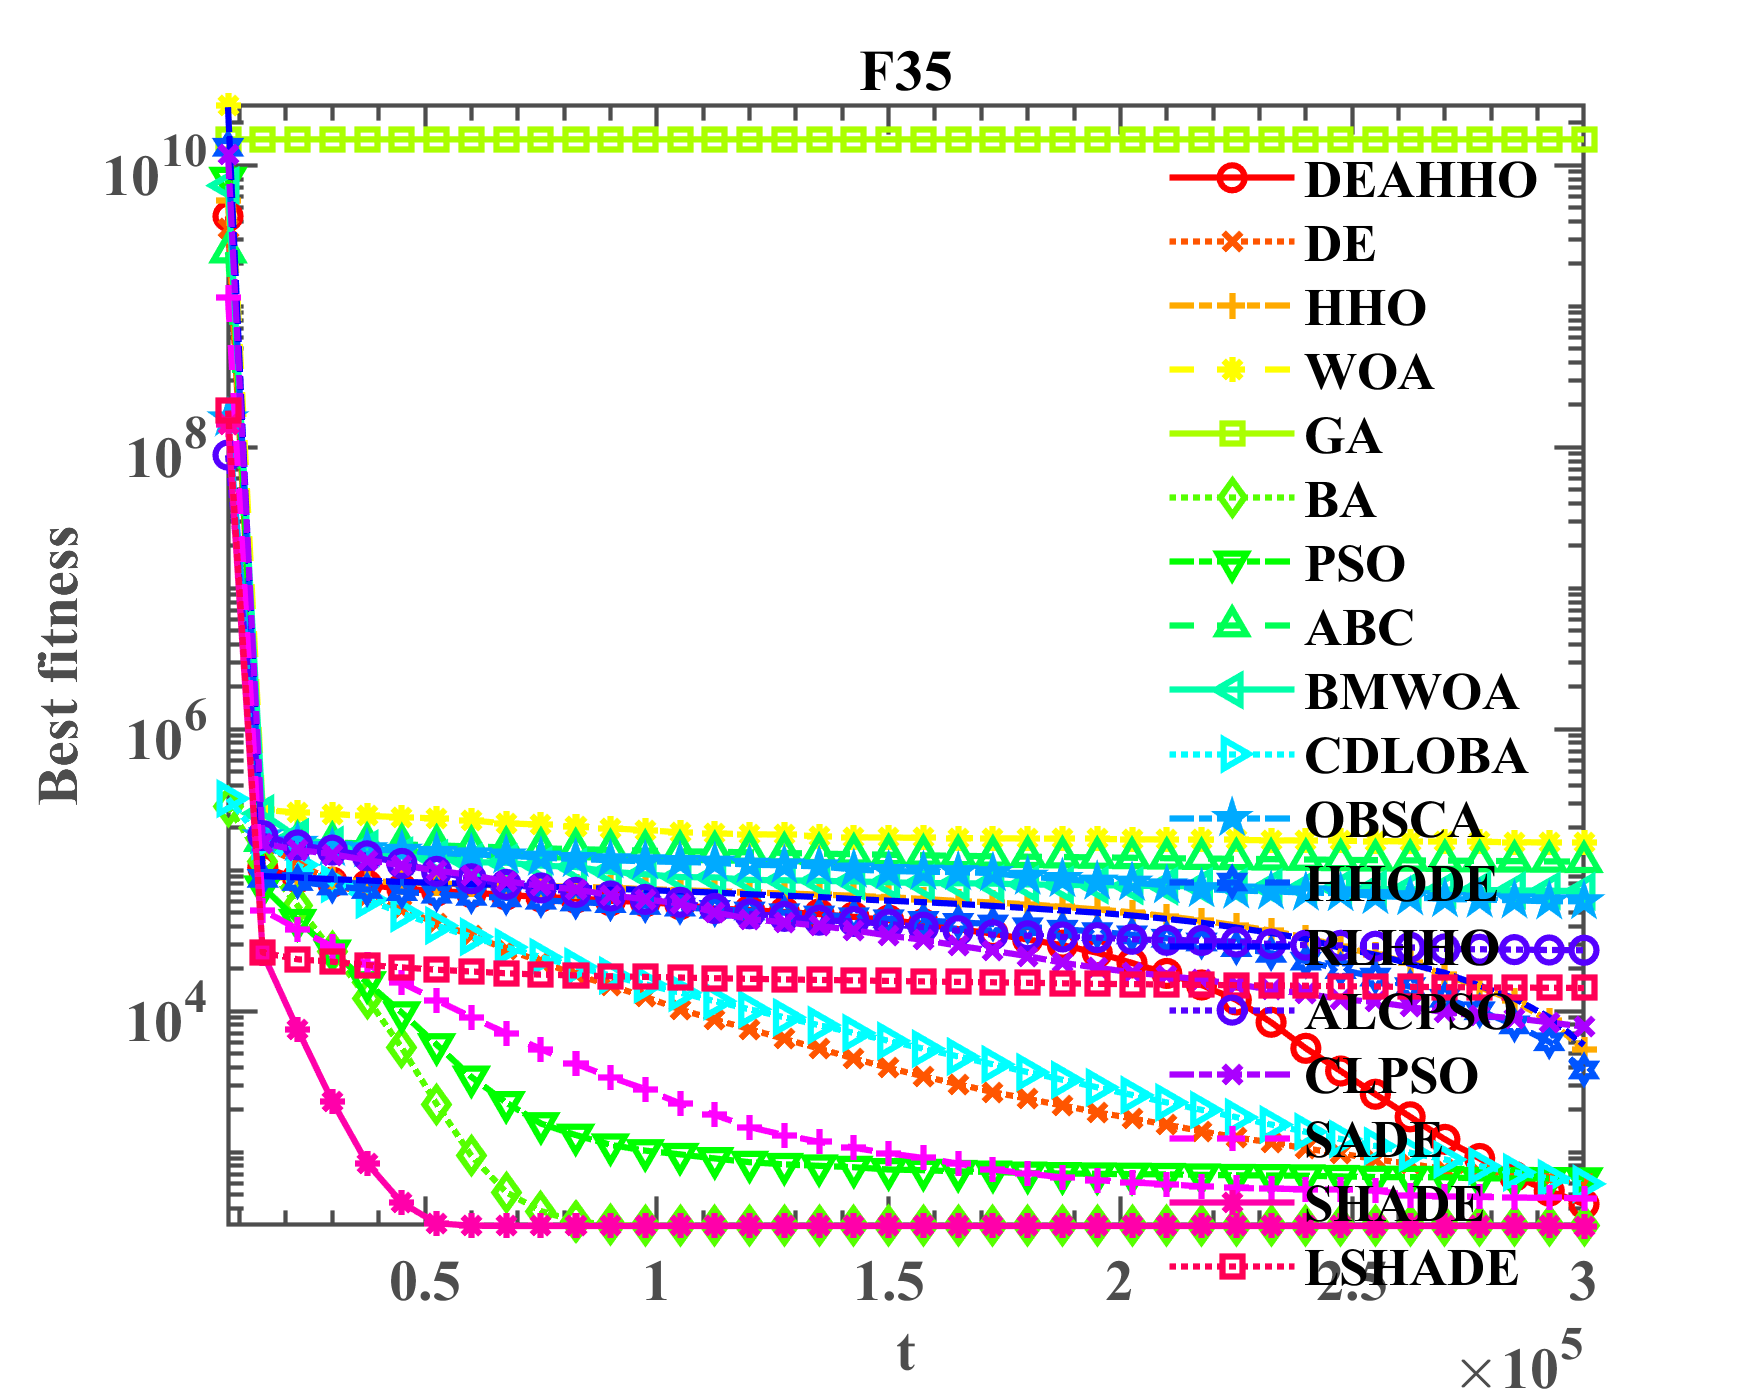 F35
Best fitness
10^10
10^8
10^6
10^4
DEAHHO
DE
HHO
WOA
GA
BA
PSO
ABC
BMWOA
CDLOBA
OBSCA
HHODE
RLHHO
ALCPSO
CLPSO
SADE
SHADE
LSHADE
0.5 1 1.5 2 2.5 3
t
×10^5